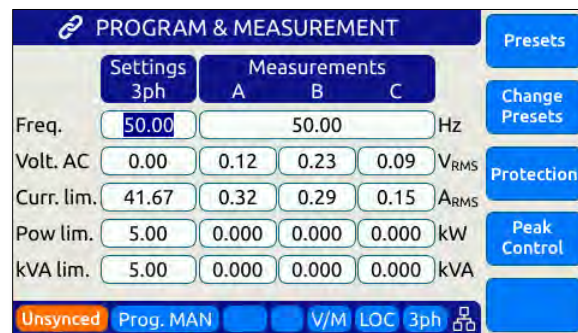 PROGRAM & MEASUREMENT
Presets
Settings Measurements
3ph A B C
Change
Presets
Freq. 50.00 50.00 Hz
Volt. AC 0.00 0.12 0.23 0.09 VRMS
Protection
Curr. lim. 41.67 0.32 0.29 0.15 ARMS
Pow lim. 5.00 0.000 0.000 0.000 kW
Peak
Control
kVA lim. 5.00 0.000 0.000 0.000 kVA
Unsynced Prog. MAN V/M LOC 3ph